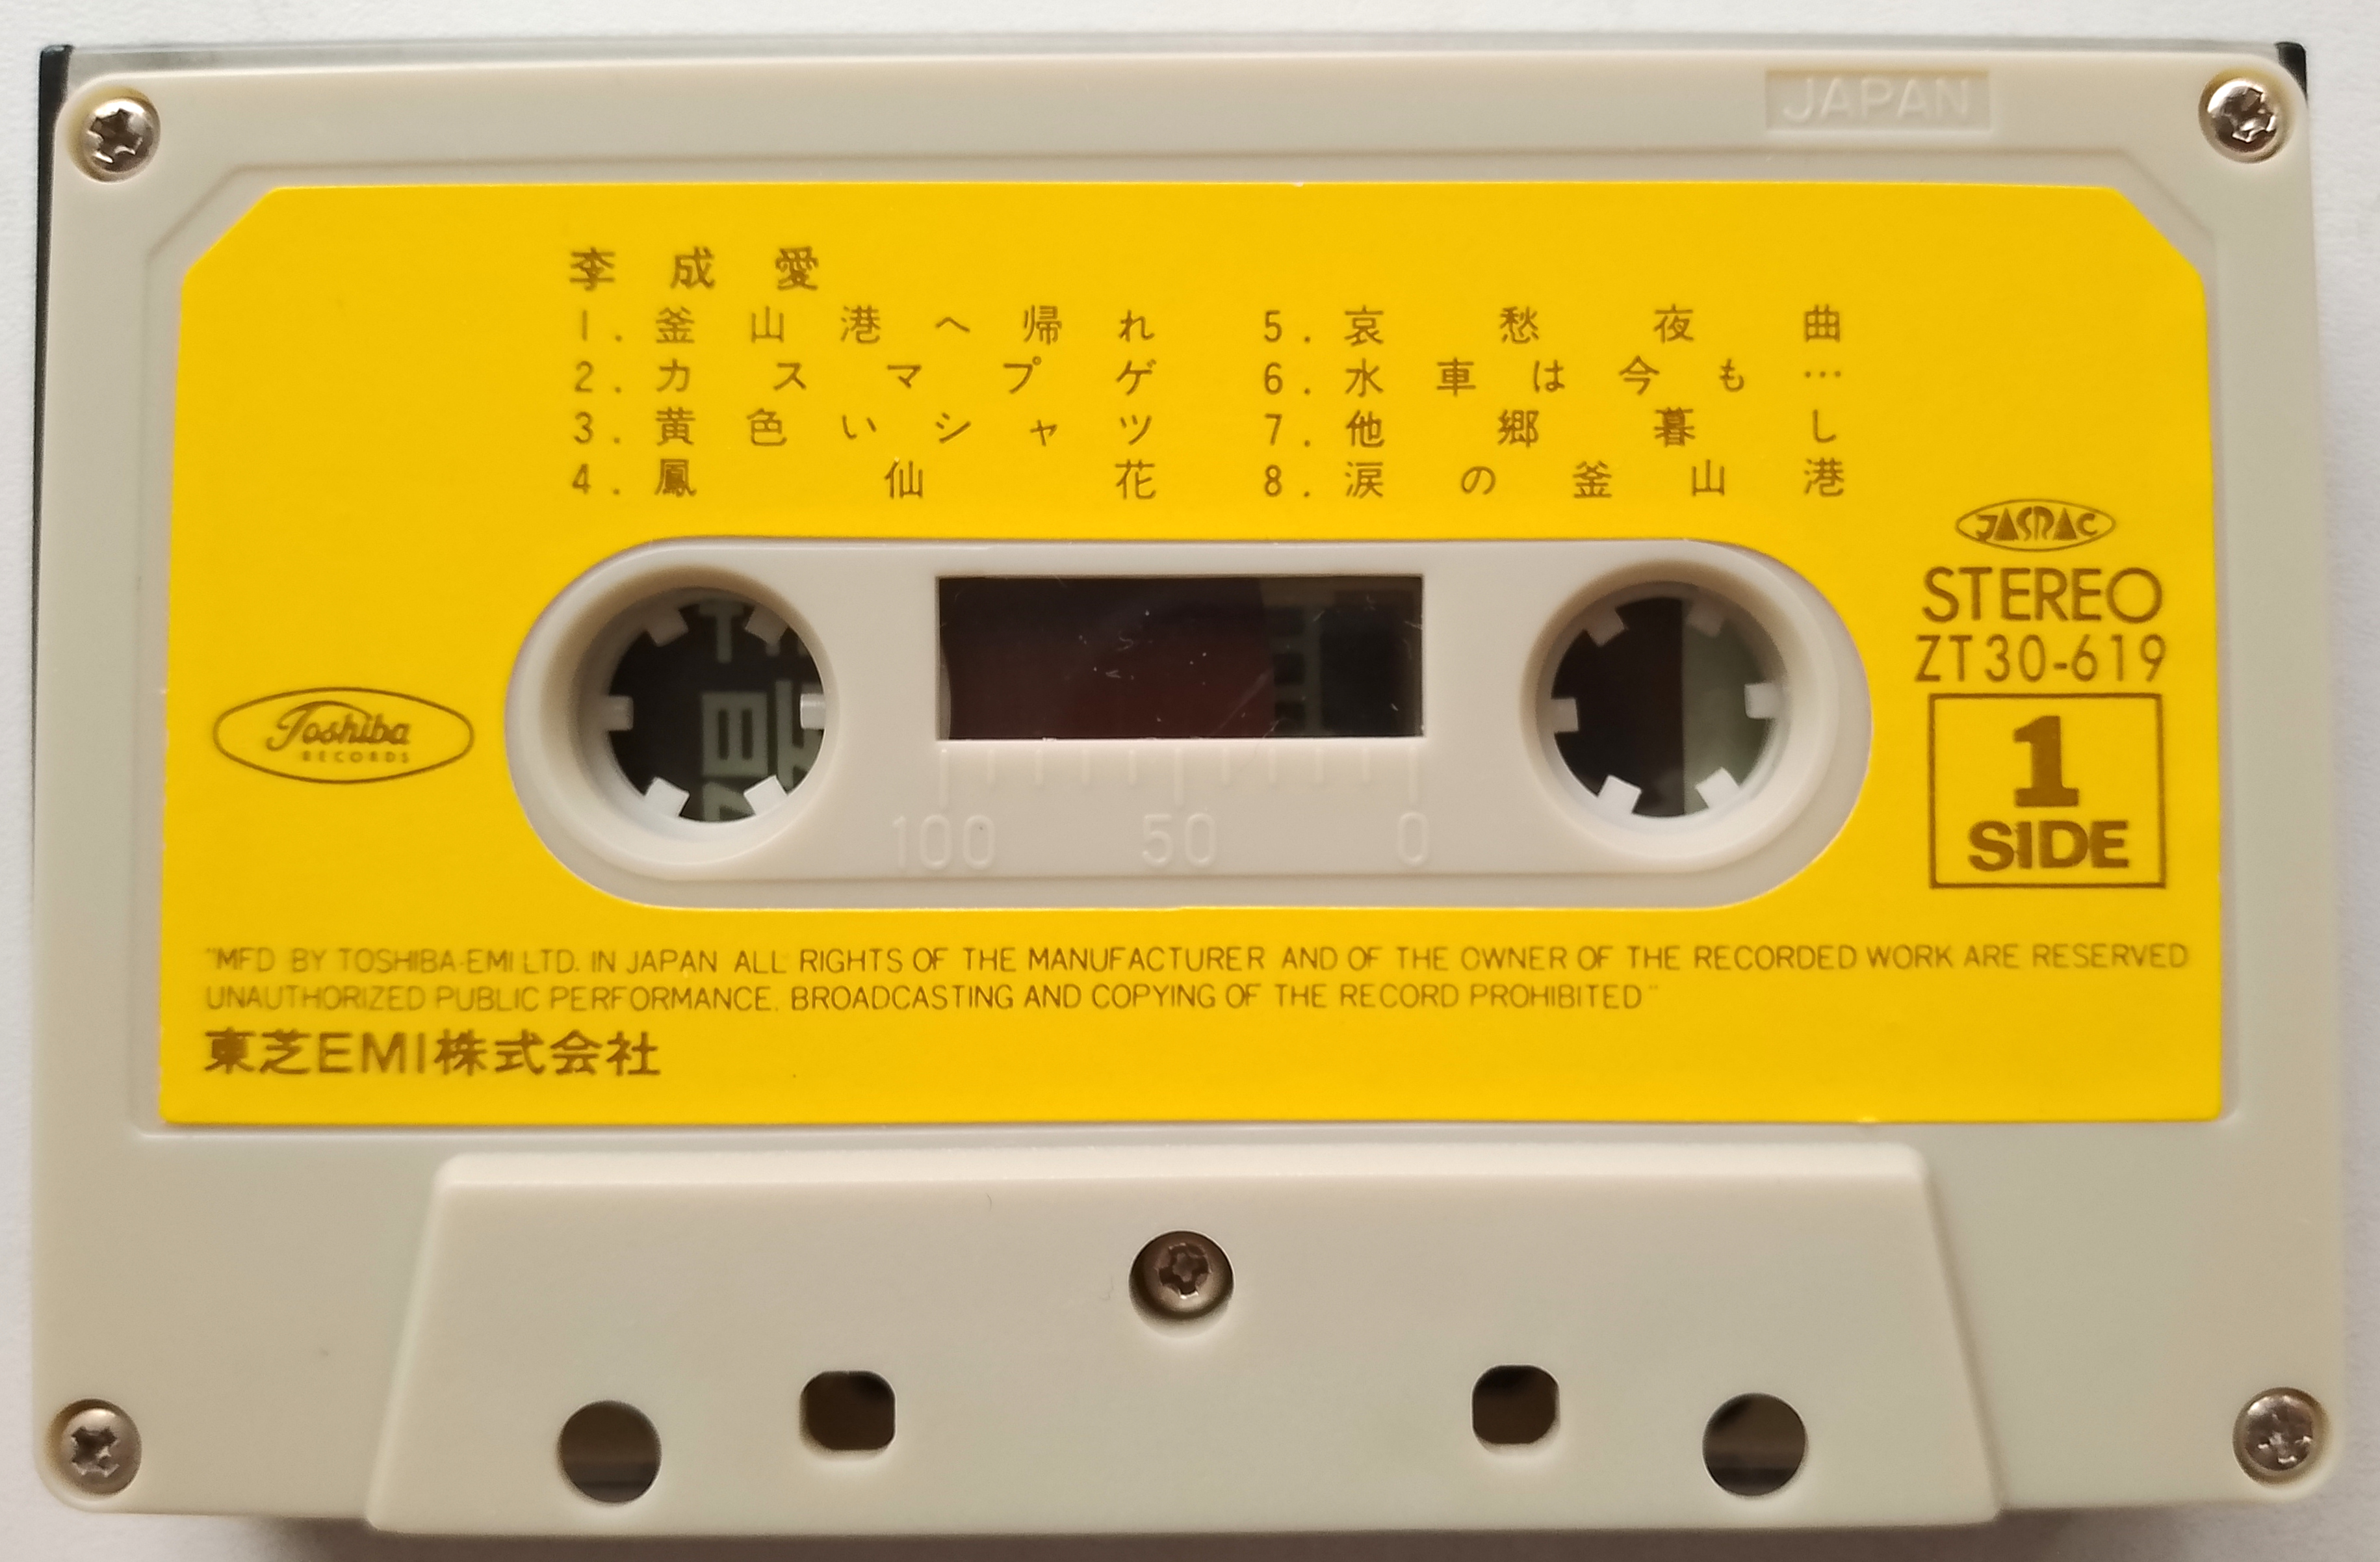 JAPAN
李成愛
1. 釜山港へ帰れ
2. カスマプゲ
3. 黄色いシャツ
4. 鳳仙花
5. 哀愁夜曲
6. 水車は今も…
7. 他郷暮し
8. 涙の釜山港
JASRAC
STEREO
ZT30-619
1
SIDE
Toshiba
RECORDS
100 50 0
"MFD BY TOSHIBA-EMI LTD. IN JAPAN ALL RIGHTS OF THE MANUFACTURER AND OF THE OWNER OF THE RECORDED WORK ARE RESERVED
UNAUTHORIZED PUBLIC PERFORMANCE. BROADCASTING AND COPYING OF THE RECORD PROHIBITED"
東芝EMI株式会社